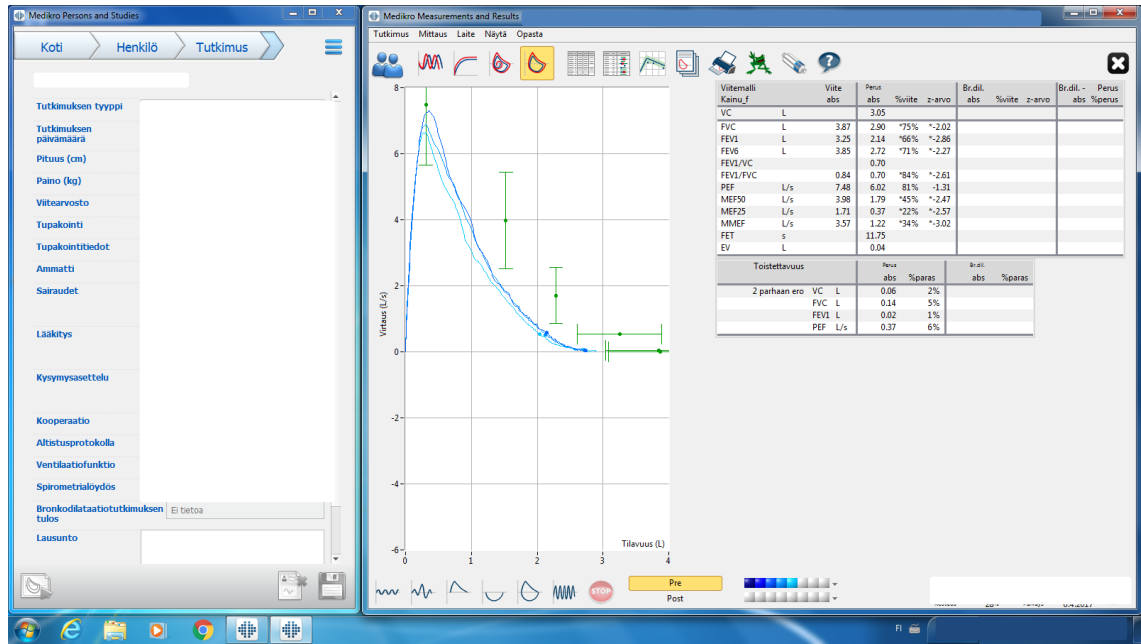 Medikro Persons and Studies
Koti
Henkilö
Tutkimus
Tutkimuksen tyyppi
Tutkimuksen
päivämäärä
Pituus (cm)
Paino (kg)
Viitearvosto
Tupakointi
Tupakointitiedot
Ammatti
Sairaudet
Lääkitys
Kysymysasettelu
Kooperaatio
Altistusprotokolla
Ventilaatiofunktio
Spirometrialöydös
Bronkodilataatiotutkimuksen
tulos
Ei tietoa
Lausunto
Medikro Measurements and Results
Tutkimus Mittaus Laite Näytä Opasta
Virtaus (L/s)
8
6
4
2
0
-2
-4
-6
0 1 2 3 4
Tilavuus (L)
Viitemalli Viite Perus Br.dil. Br.dil. - Perus
Kainu_f abs abs %viite z-arvo abs %viite z-arvo abs %perus
VC L 3.05
FVC L 3.87 2.90 *75% *-2.02
FEV1 L 3.25 2.14 *66% *-2.86
FEV6 L 3.85 2.72 *71% *-2.27
FEV1/VC 0.70
FEV1/FVC 0.84 0.70 *84% *-2.61
PEF L/s 7.48 6.02 81% -1.31
MEF50 L/s 3.98 1.79 *45% *-2.47
MEF25 L/s 1.71 0.37 *22% *-2.57
MMEF L/s 3.57 1.22 *34% *-3.02
FET s 11.75
EV L 0.04
Toistettavuus Perus Br.dil.
abs %paras abs %paras
2 parhaan ero VC L 0.06 2%
FVC L 0.14 5%
FEV1 L 0.02 1%
PEF L/s 0.37 6%
STOP
Pre
Post
FI